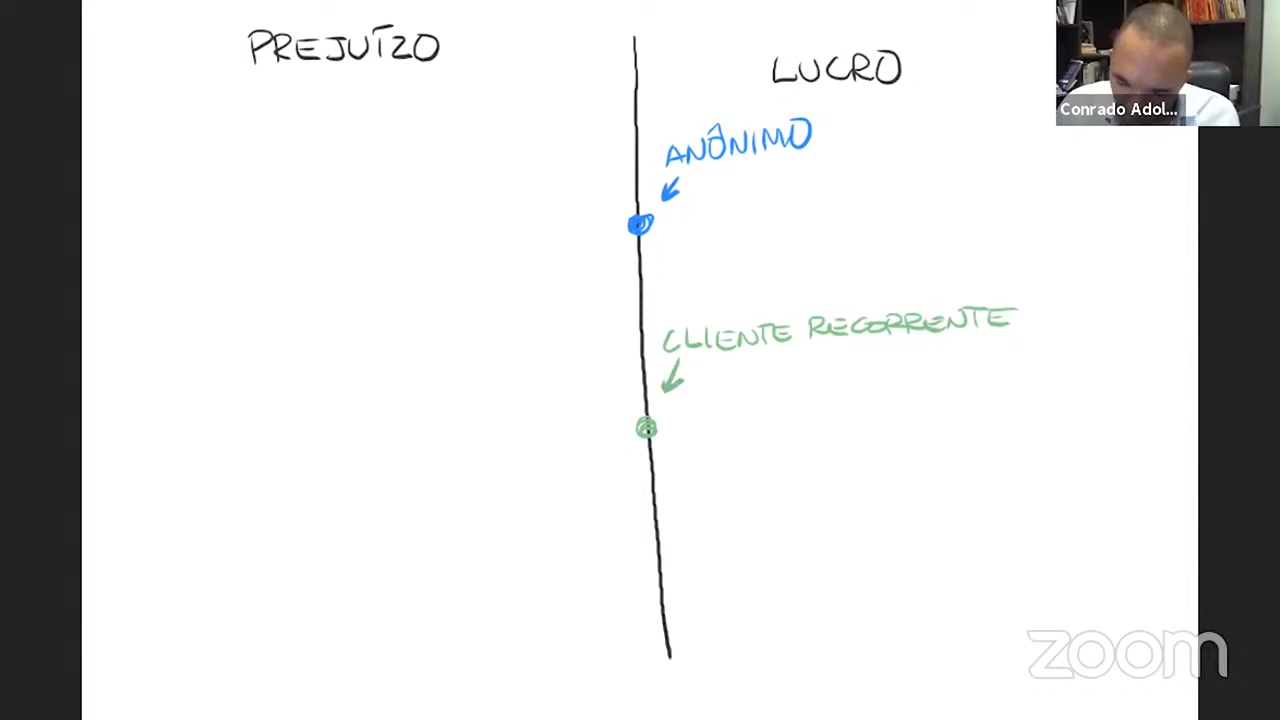 PREJUÍZO
LUCRO
Conrado Adol...
ANÔNIMO
CLIENTE RECORRENTE
zoom